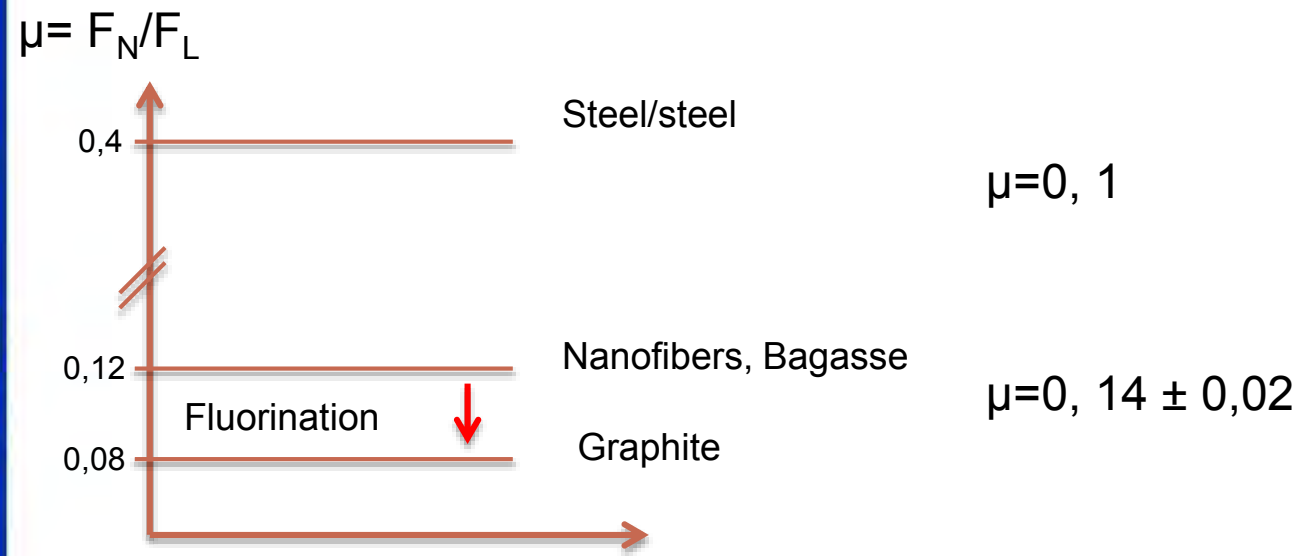 μ= FN/FL
0,4
Steel/steel
μ=0, 1
0,12
Nanofibers, Bagasse
μ=0, 14 ± 0,02
Fluorination
0,08
Graphite